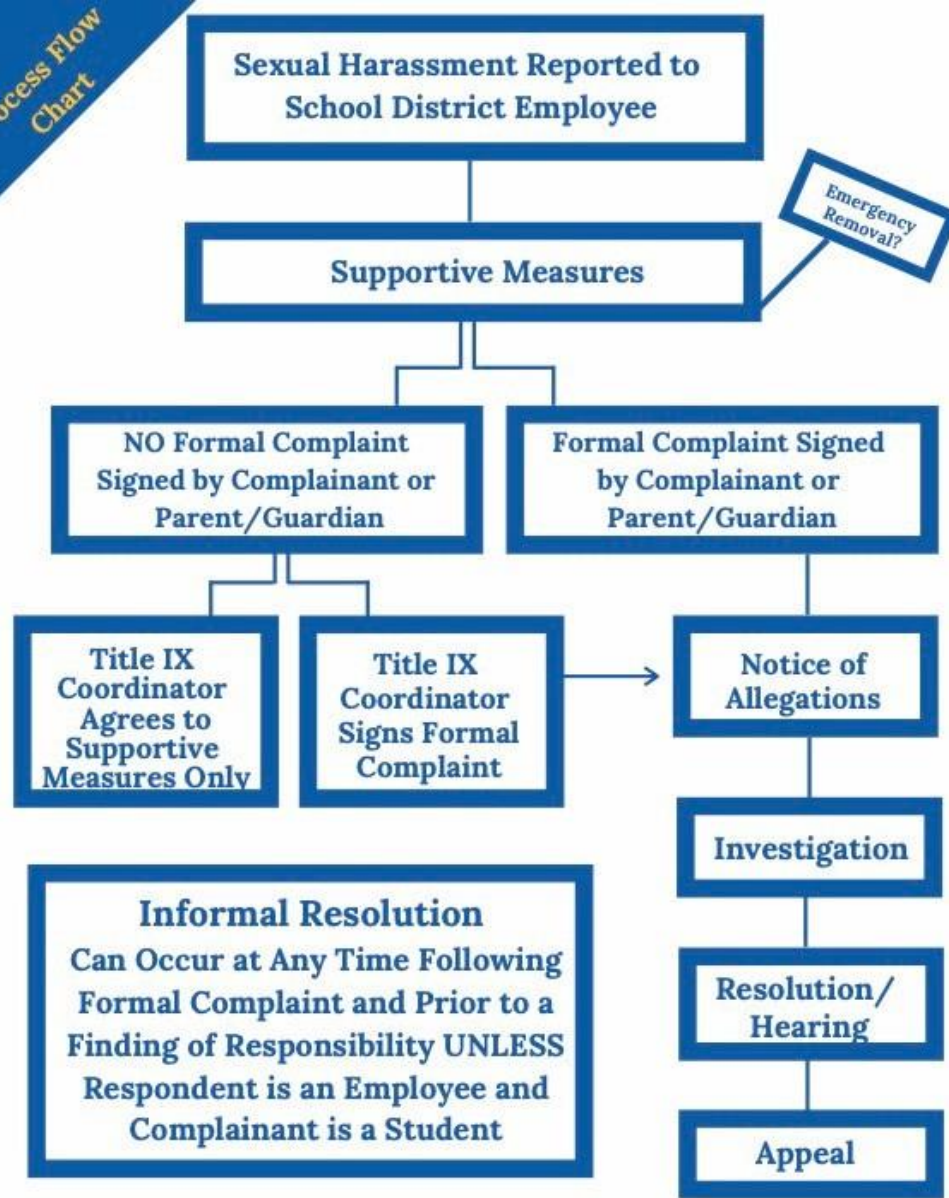 Flow
Chart
Sexual Harassment Reported to
School District Employee
Emergency
Removal?
Supportive Measures
NO Formal Complaint
Signed by Complainant or
Parent/Guardian
Formal Complaint Signed
by Complainant or
Parent/Guardian
Title IX
Coordinator
Agrees to
Supportive
Measures Only
Title IX
Coordinator
Signs Formal
Complaint
Notice of
Allegations
Investigation
Resolution/
Hearing
Appeal
Informal Resolution
Can Occur at Any Time Following
Formal Complaint and Prior to a
Finding of Responsibility UNLESS
Respondent is an Employee and
Complainant is a Student